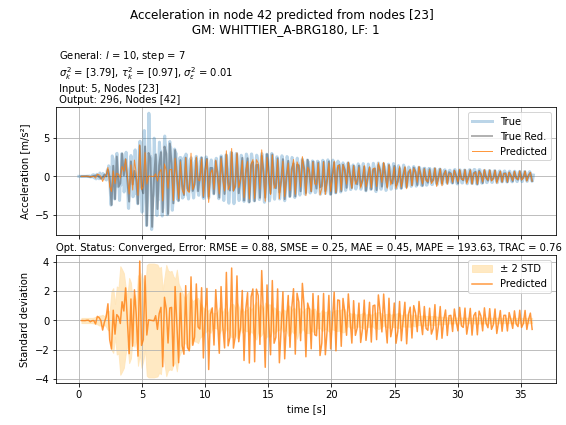 Acceleration in node 42 predicted from nodes [23]
GM: WHITTIER_A-BRG180, LF: 1
General: l = 10, step = 7
σ²ₖ = [3.79], τ²ₖ = [0.97], σ²ε = 0.01
Input: 5, Nodes [23]
Output: 296, Nodes [42]
Acceleration [m/s²]
5
0
−5
True
True Red.
Predicted
Opt. Status: Converged, Error: RMSE = 0.88, SMSE = 0.25, MAE = 0.45, MAPE = 193.63, TRAC = 0.76
Standard deviation
4
2
0
−2
−4
± 2 STD
Predicted
0 5 10 15 20 25 30 35
time [s]